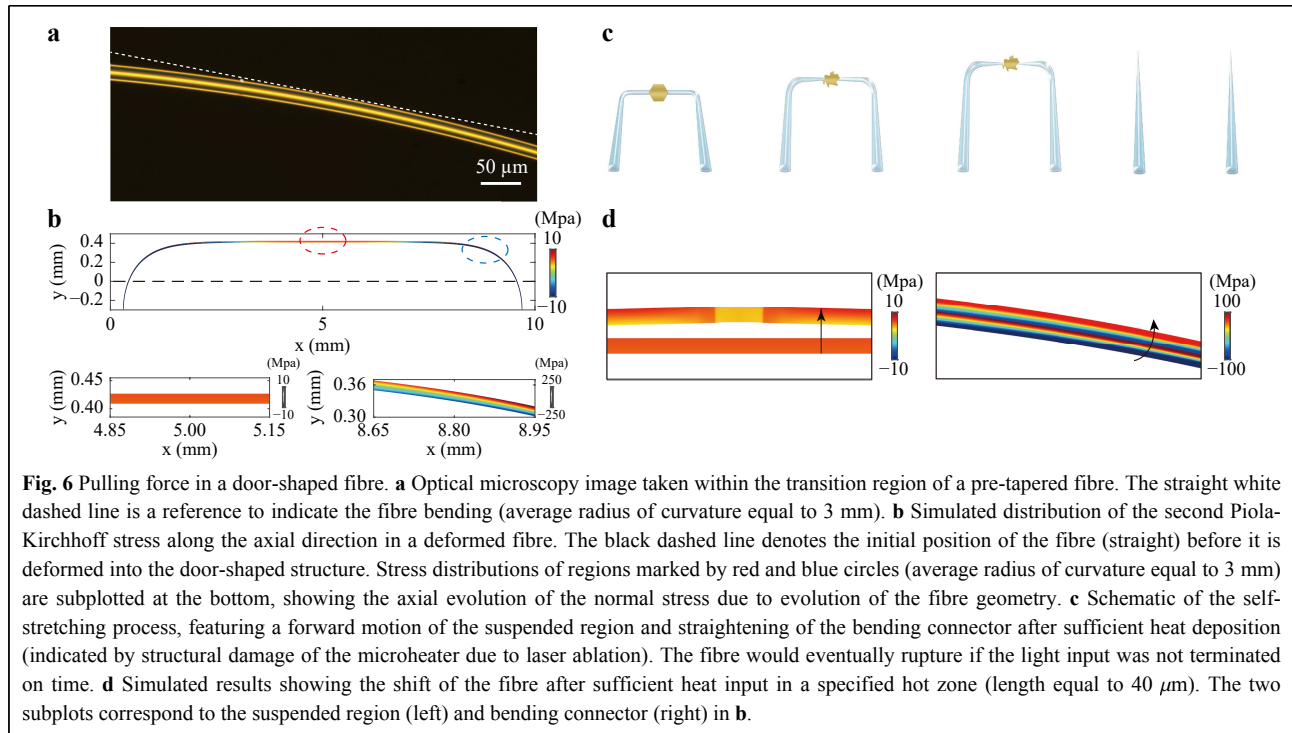 a
50 µm
b
(Mpa)
10
−10
0.4
0.2
0
−0.2
y (mm)
0
5
10
x (mm)
0.45
0.40
y (mm)
(Mpa)
10
−10
4.85
5.00
5.15
x (mm)
0.36
0.30
y (mm)
(Mpa)
250
−250
8.65
8.80
8.95
x (mm)
c
d
(Mpa)
10
−10
(Mpa)
100
−100
Fig. 6 Pulling force in a door-shaped fibre. a Optical microscopy image taken within the transition region of a pre-tapered fibre. The straight white
dashed line is a reference to indicate the fibre bending (average radius of curvature equal to 3 mm). b Simulated distribution of the second Piola-
Kirchhoff stress along the axial direction in a deformed fibre. The black dashed line denotes the initial position of the fibre (straight) before it is
deformed into the door-shaped structure. Stress distributions of regions marked by red and blue circles (average radius of curvature equal to 3 mm)
are subplotted at the bottom, showing the axial evolution of the normal stress due to evolution of the fibre geometry. c Schematic of the self-
stretching process, featuring a forward motion of the suspended region and straightening of the bending connector after sufficient heat deposition
(indicated by structural damage of the microheater due to laser ablation). The fibre would eventually rupture if the light input was not terminated
on time. d Simulated results showing the shift of the fibre after sufficient heat input in a specified hot zone (length equal to 40 μm). The two
subplots correspond to the suspended region (left) and bending connector (right) in b.